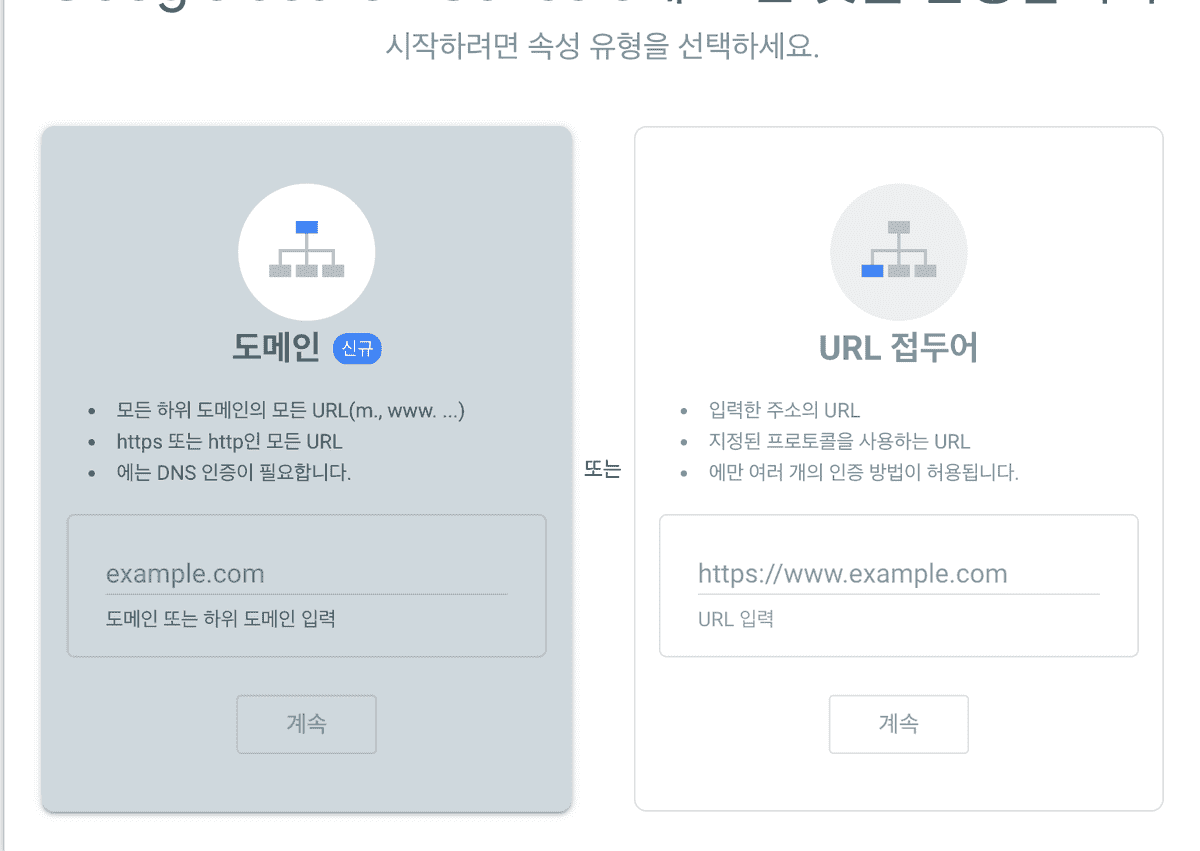 시작하려면 속성 유형을 선택하세요.
도메인 신규
• 모든 하위 도메인의 모든 URL(m., www. ...)
• https 또는 http인 모든 URL
• 에는 DNS 인증이 필요합니다.
example.com
도메인 또는 하위 도메인 입력
계속
또는
URL 접두어
• 입력한 주소의 URL
• 지정된 프로토콜을 사용하는 URL
• 에만 여러 개의 인증 방법이 허용됩니다.
https://www.example.com
URL 입력
계속